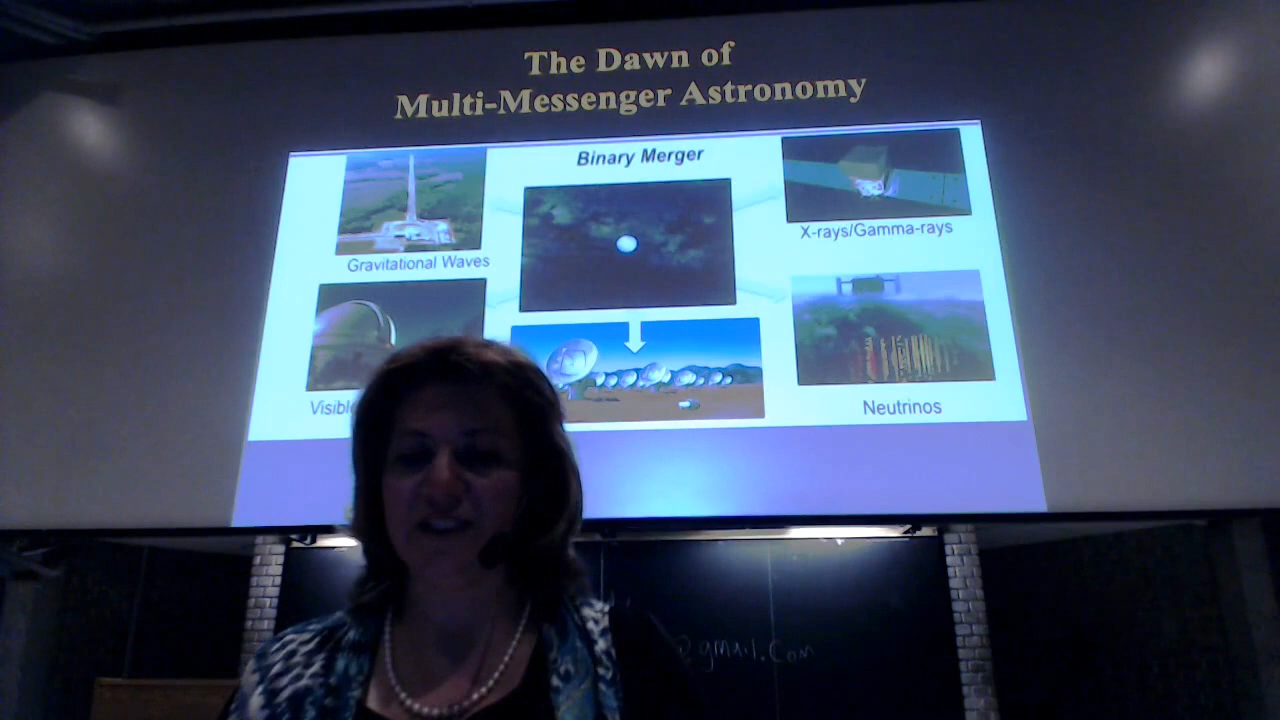 The Dawn of
Multi-Messenger Astronomy
Binary Merger
Gravitational Waves
X-rays/Gamma-rays
Neutrinos
@gmail.com